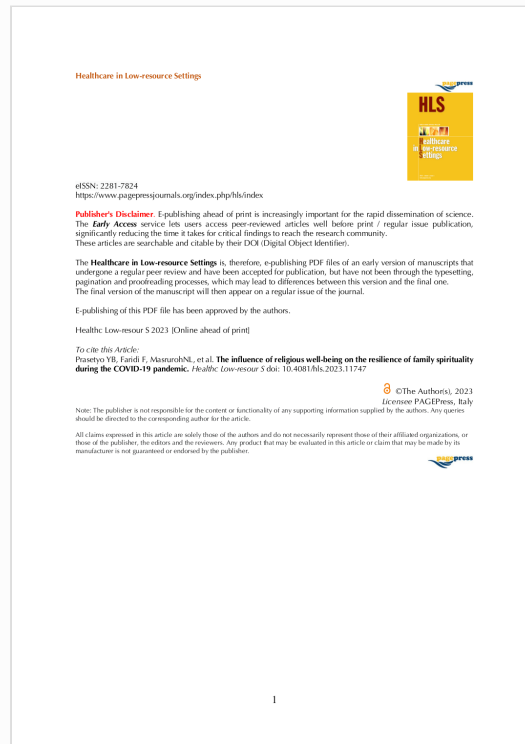 Healthcare in Low-resource Settings
pagepress
HLS
Healthcare
in low-resource
Settings
eISSN: 2281-7824
https://www.pagepressjournals.org/index.php/hls/index
Publisher's Disclaimer. E-publishing ahead of print is increasingly important for the rapid dissemination of science.
The Early Access service lets users access peer-reviewed articles well before print / regular issue publication,
significantly reducing the time it takes for critical findings to reach the research community.
These articles are searchable and citable by their DOI (Digital Object Identifier).
The Healthcare in Low-resource Settings is, therefore, e-publishing PDF files of an early version of manuscripts that
undergone a regular peer review and have been accepted for publication, but have not been through the typesetting,
pagination and proofreading processes, which may lead to differences between this version and the final one.
The final version of the manuscript will then appear on a regular issue of the journal.
E-publishing of this PDF file has been approved by the authors.
Healthc Low-resour S 2023 [Online ahead of print]
To cite this Article:
Prasetyo YB, Faridi F, MasrurohNL, et al. The influence of religious well-being on the resilience of family spirituality
during the COVID-19 pandemic. Healthc Low-resour S doi: 10.4081/hls.2023.11747
©The Author(s), 2023
Licensee PAGEPress, Italy
Note: The publisher is not responsible for the content or functionality of any supporting information supplied by the authors. Any queries
should be directed to the corresponding author for the article.
All claims expressed in this article are solely those of the authors and do not necessarily represent those of their affiliated organizations, or
those of the publisher, the editors and the reviewers. Any product that may be evaluated in this article or claim that may be made by its
manufacturer is not guaranteed or endorsed by the publisher.
pagepress
1